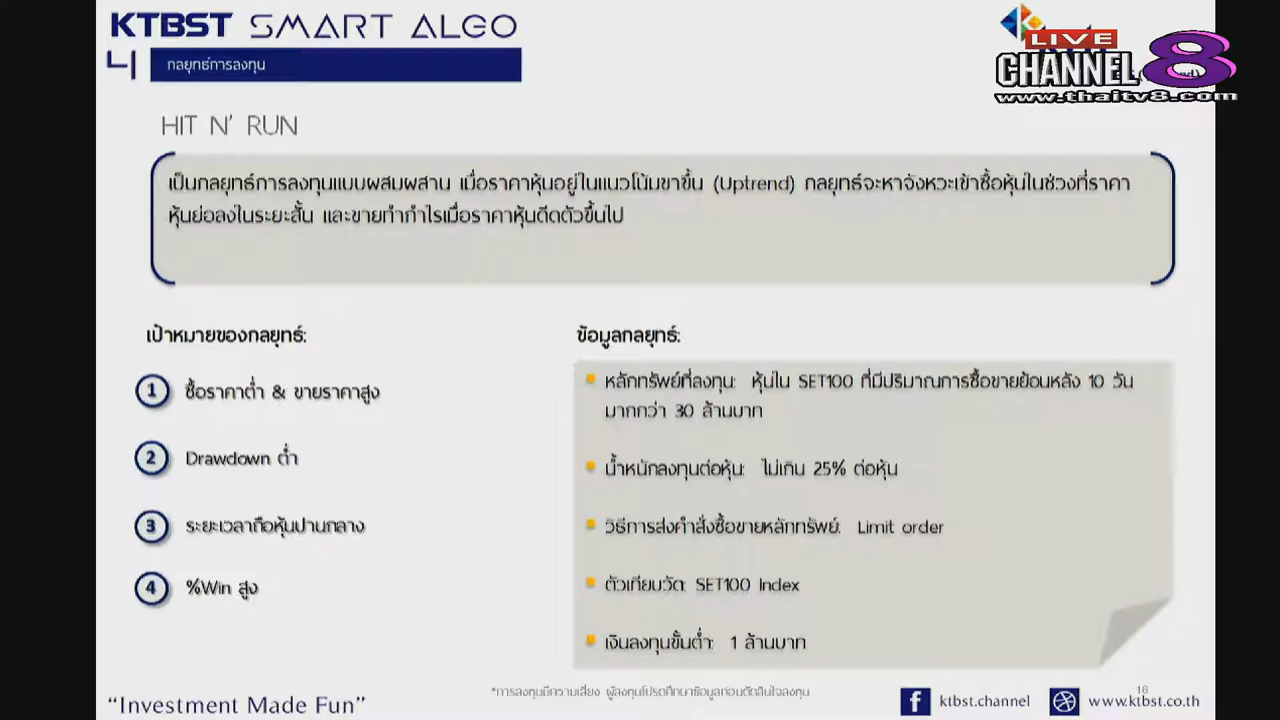 KTBST SMART ALGO
LIVE
CHANNEL 8
www.thaitv8.com
กลยุทธ์การลงทุน
HIT N' RUN
เป็นกลยุทธ์การลงทุนแบบผสมผสาน เมื่อราคาหุ้นอยู่ในแนวโน้มขาขึ้น (Uptrend) กลยุทธ์จะหาจังหวะเข้าซื้อหุ้นในช่วงที่ราคา
หุ้นย่อลงในระยะสั้น และขายทำกำไรเมื่อราคาหุ้นดีดตัวขึ้นไป
เป้าหมายของกลยุทธ์:
1 ซื้อราคาต่ำ & ขายราคาสูง
2 Drawdown ต่ำ
3 ระยะเวลาถือหุ้นปานกลาง
4 %Win สูง
ข้อมูลกลยุทธ์:
หลักทรัพย์ที่ลงทุน: หุ้นใน SET100 ที่มีปริมาณการซื้อขายย้อนหลัง 10 วัน
มากกว่า 30 ล้านบาท
น้ำหนักลงทุนต่อหุ้น: ไม่เกิน 25% ต่อหุ้น
วิธีการส่งคำสั่งซื้อขายหลักทรัพย์: Limit order
ตัวเทียบวัด: SET100 Index
เงินลงทุนขั้นต่ำ: 1 ล้านบาท
*การลงทุนมีความเสี่ยง ผู้ลงทุนโปรดศึกษาข้อมูลก่อนตัดสินใจลงทุน
16
"Investment Made Fun"
ktbst.channel
www.ktbst.co.th